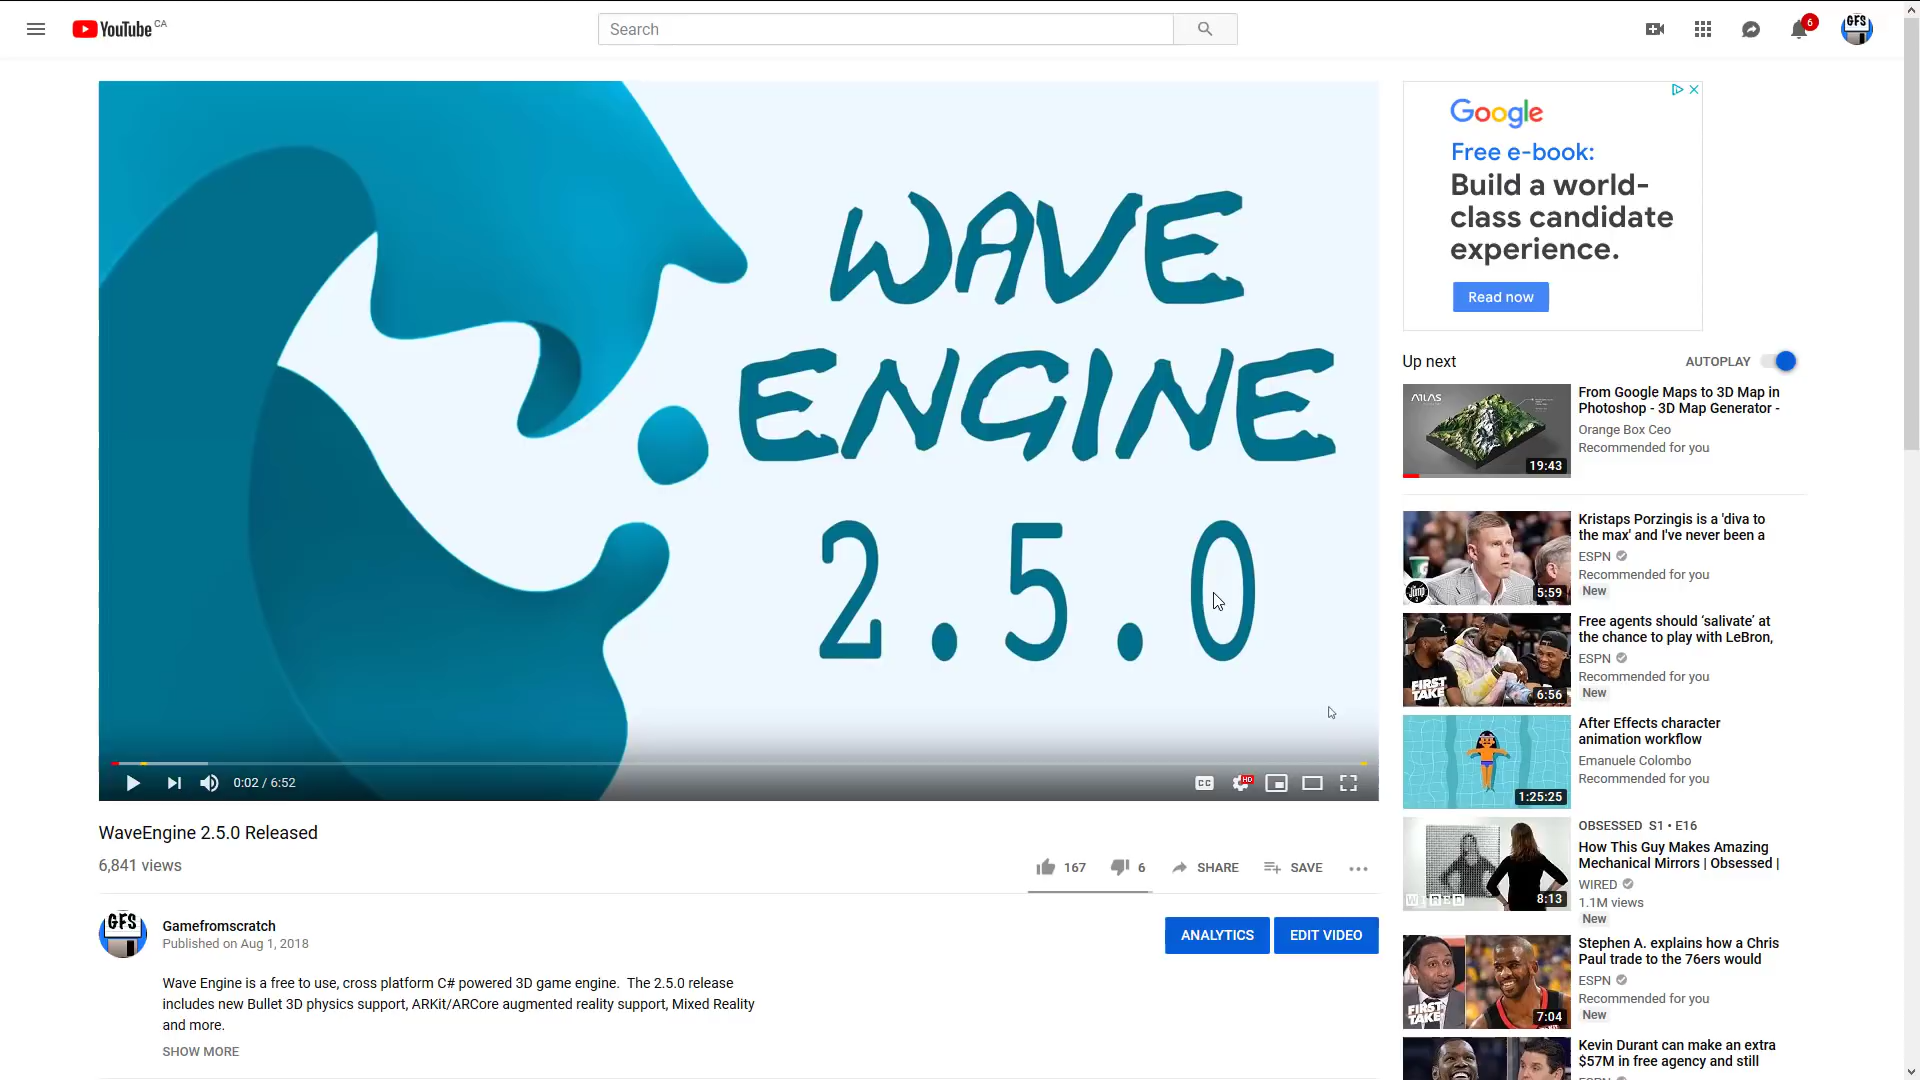 YouTube CA
Search
6
GFS
WAVE
ENGINE
2.5.0
0:02 / 6:52
CC
HD
WaveEngine 2.5.0 Released
6,841 views
167
6
SHARE
SAVE
GFS
Gamefromscratch
Published on Aug 1, 2018
ANALYTICS
EDIT VIDEO
Wave Engine is a free to use, cross platform C# powered 3D game engine.  The 2.5.0 release
includes new Bullet 3D physics support, ARKit/ARCore augmented reality support, Mixed Reality
and more.
SHOW MORE
Google
Free e-book:
Build a world-
class candidate
experience.
Read now
Up next
AUTOPLAY
ATLAS
19:43
From Google Maps to 3D Map in
Photoshop - 3D Map Generator -
Orange Box Ceo
Recommended for you
5:59
Kristaps Porzingis is a 'diva to
the max' and I've never been a
ESPN
Recommended for you
New
FIRST
TAKE
6:56
Free agents should ‘salivate’ at
the chance to play with LeBron,
ESPN
Recommended for you
New
1:25:25
After Effects character
animation workflow
Emanuele Colombo
Recommended for you
WIRED
8:13
OBSESSED S1 • E16
How This Guy Makes Amazing
Mechanical Mirrors | Obsessed |
WIRED
1.1M views
New
FIRST
TAKE
7:04
Stephen A. explains how a Chris
Paul trade to the 76ers would
ESPN
Recommended for you
New
Kevin Durant can make an extra
$57M in free agency and still